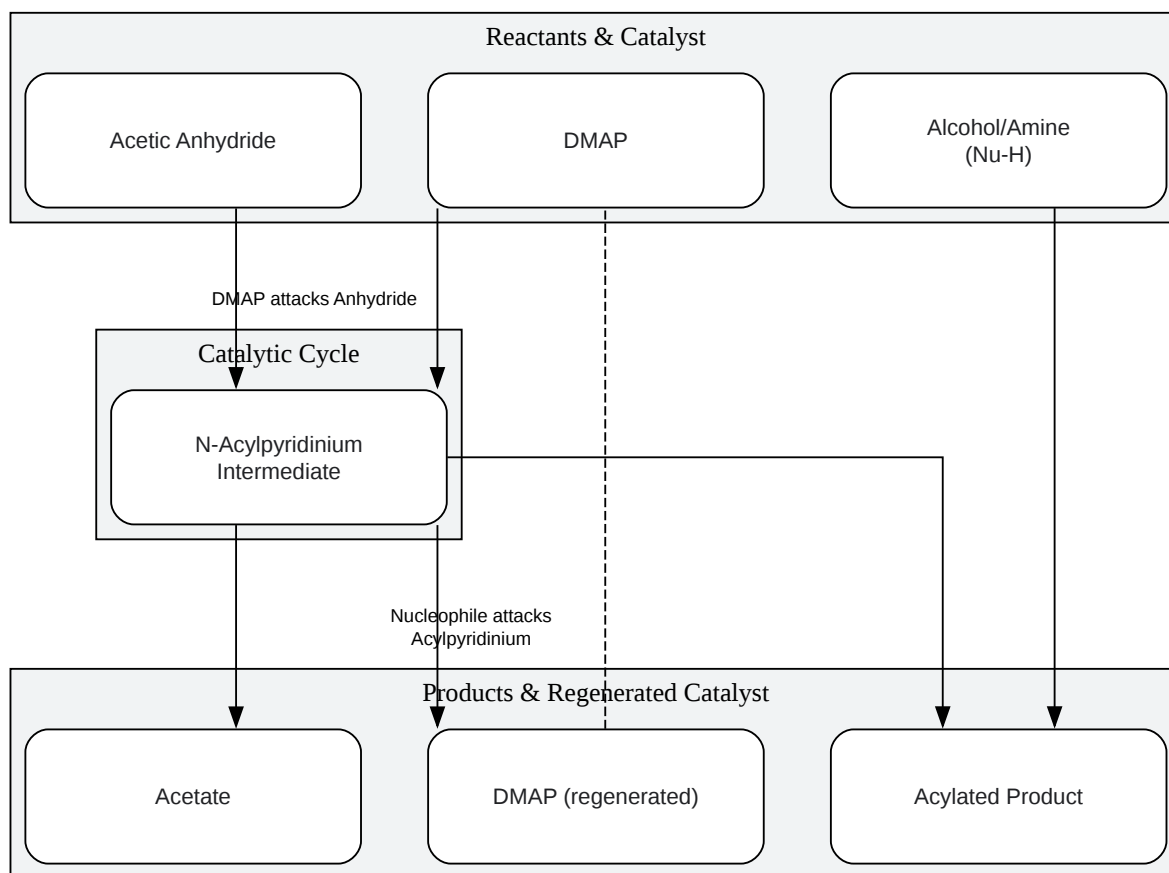 Reactants & Catalyst
Acetic Anhydride
DMAP
Alcohol/Amine
(Nu-H)
DMAP attacks Anhydride
Catalytic Cycle
N-Acylpyridinium
Intermediate
Nucleophile attacks
Acylpyridinium
Products & Regenerated Catalyst
Acetate
DMAP (regenerated)
Acylated Product